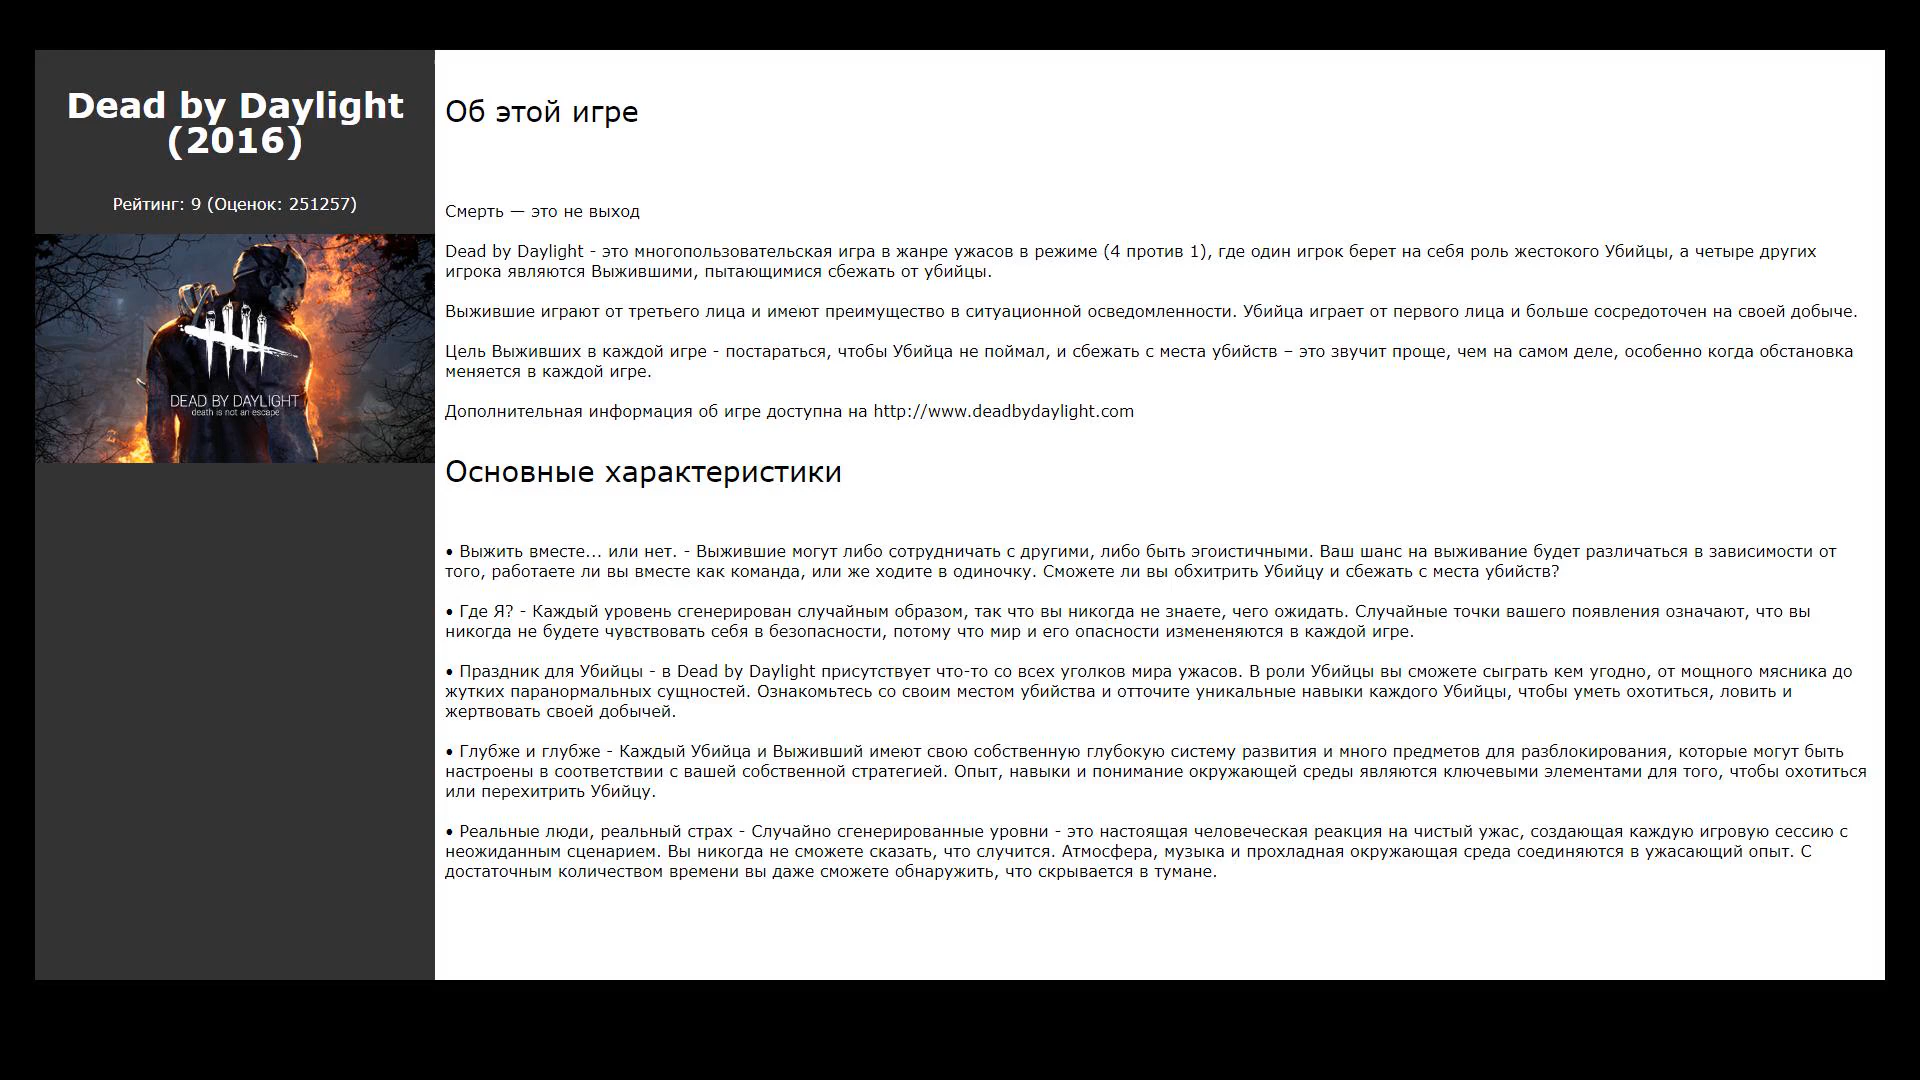 Dead by Daylight
(2016)
Рейтинг: 9 (Оценок: 251257)
DEAD BY DAYLIGHT
death is not an escape
Об этой игре
Смерть — это не выход
Dead by Daylight - это многопользовательская игра в жанре ужасов в режиме (4 против 1), где один игрок берет на себя роль жестокого Убийцы, а четыре других
игрока являются Выжившими, пытающимися сбежать от убийцы.
Выжившие играют от третьего лица и имеют преимущество в ситуационной осведомленности. Убийца играет от первого лица и больше сосредоточен на своей добыче.
Цель Выживших в каждой игре - постараться, чтобы Убийца не поймал, и сбежать с места убийств – это звучит проще, чем на самом деле, особенно когда обстановка
меняется в каждой игре.
Дополнительная информация об игре доступна на http://www.deadbydaylight.com
Основные характеристики
• Выжить вместе... или нет. - Выжившие могут либо сотрудничать с другими, либо быть эгоистичными. Ваш шанс на выживание будет различаться в зависимости от
того, работаете ли вы вместе как команда, или же ходите в одиночку. Сможете ли вы обхитрить Убийцу и сбежать с места убийств?
• Где Я? - Каждый уровень сгенерирован случайным образом, так что вы никогда не знаете, чего ожидать. Случайные точки вашего появления означают, что вы
никогда не будете чувствовать себя в безопасности, потому что мир и его опасности измененяются в каждой игре.
• Праздник для Убийцы - в Dead by Daylight присутствует что-то со всех уголков мира ужасов. В роли Убийцы вы сможете сыграть кем угодно, от мощного мясника до
жутких паранормальных сущностей. Ознакомьтесь со своим местом убийства и отточите уникальные навыки каждого Убийцы, чтобы уметь охотиться, ловить и
жертвовать своей добычей.
• Глубже и глубже - Каждый Убийца и Выживший имеют свою собственную глубокую систему развития и много предметов для разблокирования, которые могут быть
настроены в соответствии с вашей собственной стратегией. Опыт, навыки и понимание окружающей среды являются ключевыми элементами для того, чтобы охотиться
или перехитрить Убийцу.
• Реальные люди, реальный страх - Случайно сгенерированные уровни - это настоящая человеческая реакция на чистый ужас, создающая каждую игровую сессию с
неожиданным сценарием. Вы никогда не сможете сказать, что случится. Атмосфера, музыка и прохладная окружающая среда соединяются в ужасающий опыт. С
достаточным количеством времени вы даже сможете обнаружить, что скрывается в тумане.